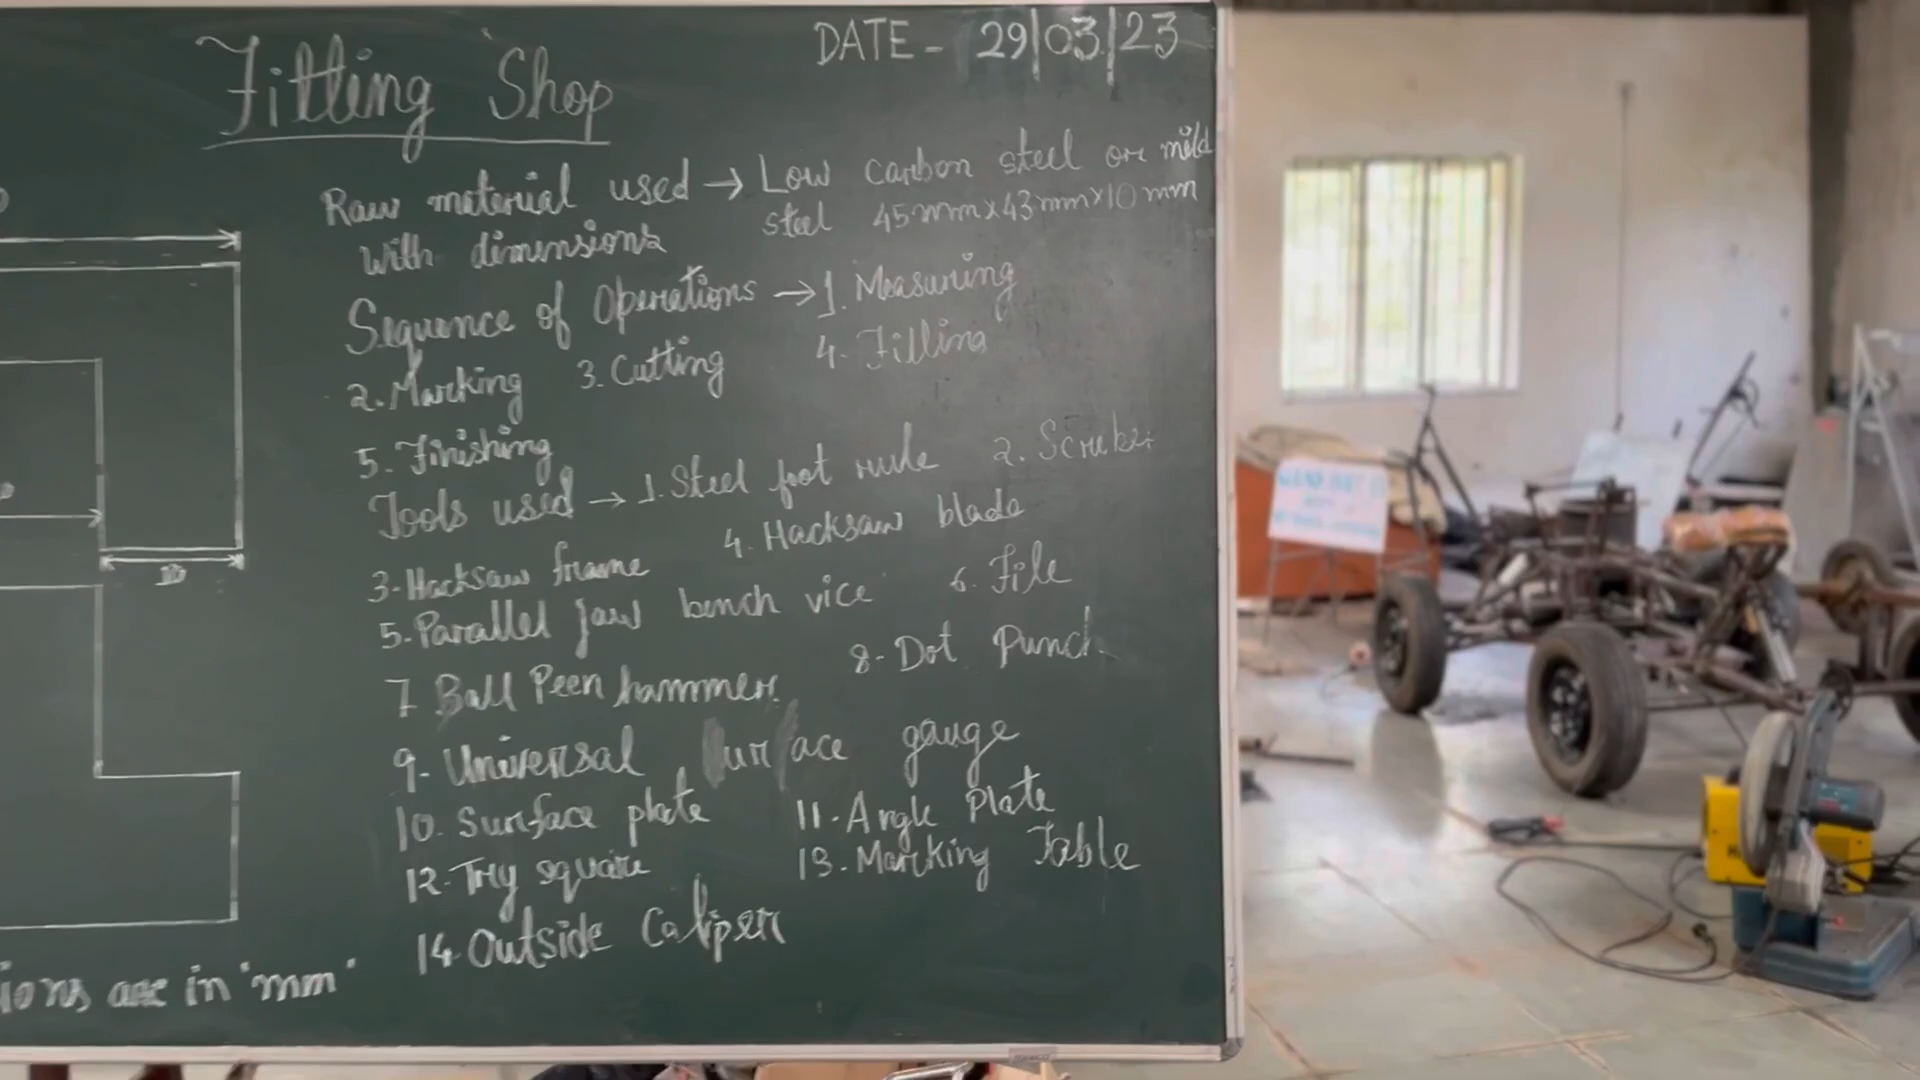 Fitting Shop
DATE - 29/03/23
Raw material used → Low carbon steel or mild
with dimensions steel 45mm x 43mm x 10mm
Sequence of Operations → 1. Measuring
2. Marking 3. Cutting 4. Filling
5. Finishing
Tools used → 1. Steel foot rule 2. Scruber
3. Hacksaw frame 4. Hacksaw blade
5. Parallel jaw bench vice 6. File
7. Ball Peen hammer 8. Dot Punch
9. Universal surface gauge
10. Surface plate 11. Angle Plate
12. Try square 13. Marking Table
14. Outside Caliper
ions are in 'mm'